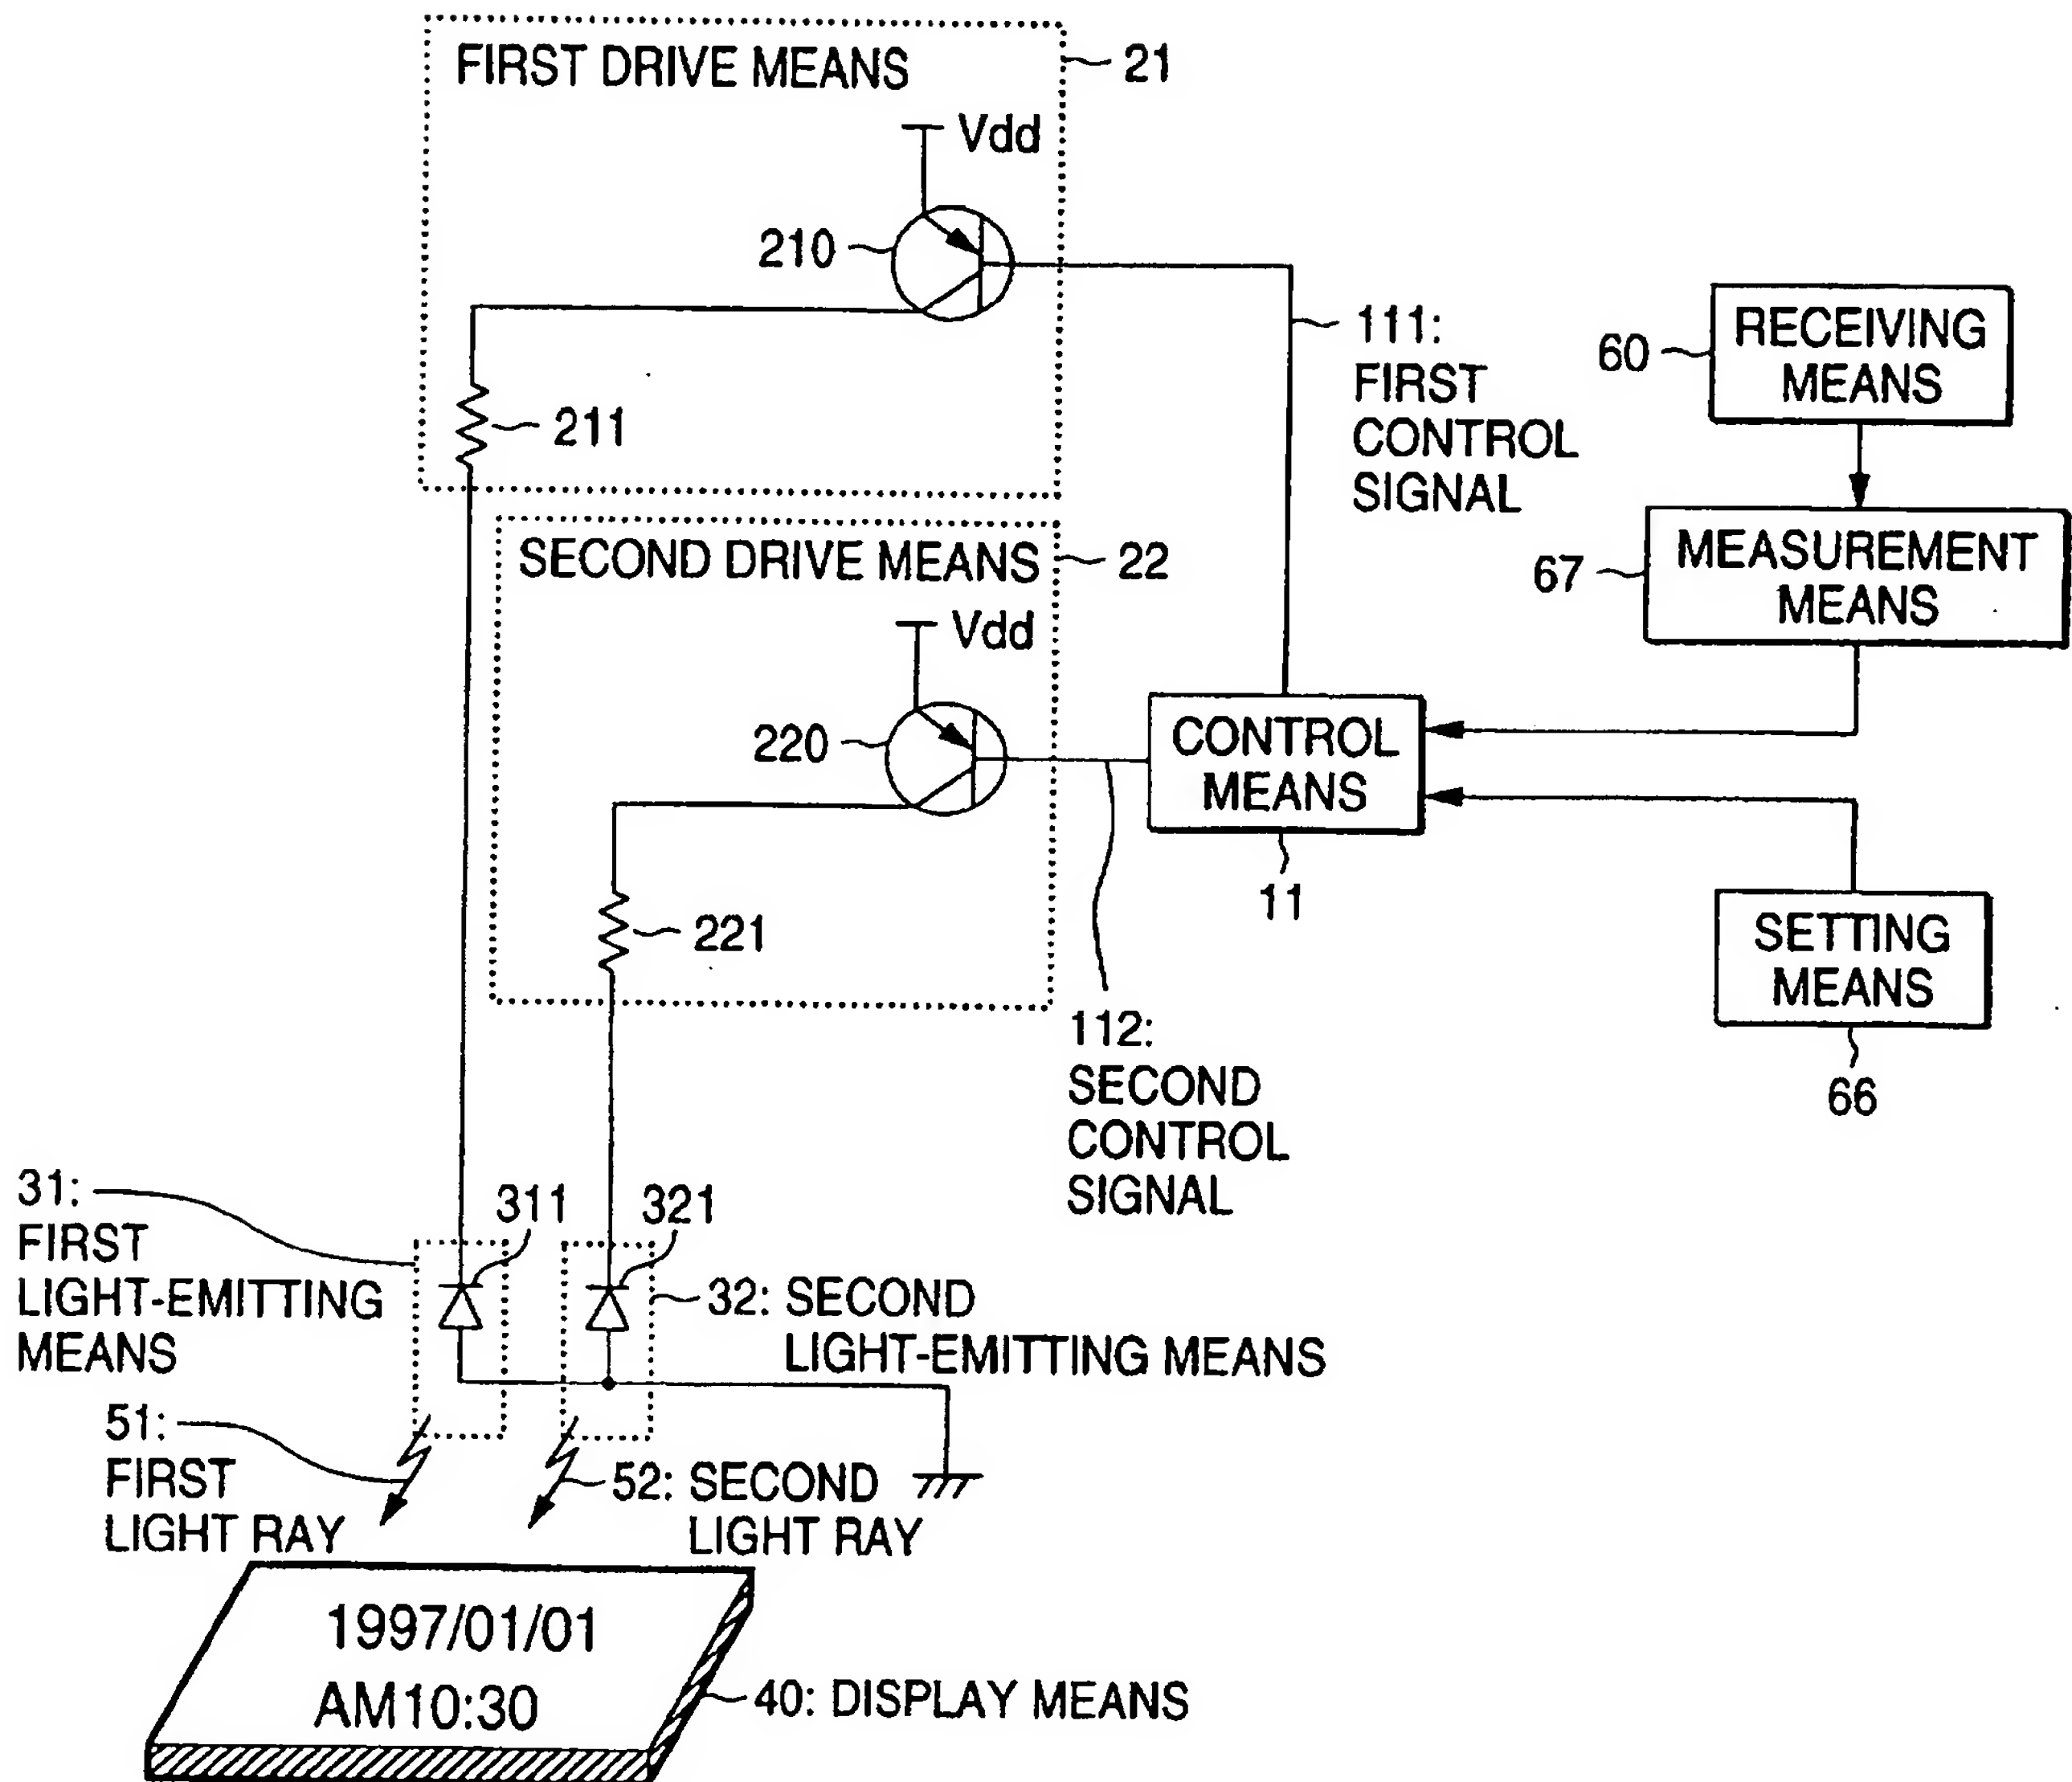 FIRST DRIVE MEANS
21
Vdd
210
211
111:
FIRST
CONTROL
SIGNAL
60
RECEIVING
MEANS
67
MEASUREMENT
MEANS
SECOND DRIVE MEANS
22
Vdd
220
221
CONTROL
MEANS
11
SETTING
MEANS
66
112:
SECOND
CONTROL
SIGNAL
31:
FIRST
LIGHT-EMITTING
MEANS
311
321
32: SECOND
LIGHT-EMITTING MEANS
51:
FIRST
LIGHT RAY
52: SECOND
LIGHT RAY
1997/01/01
AM10:30
40: DISPLAY MEANS